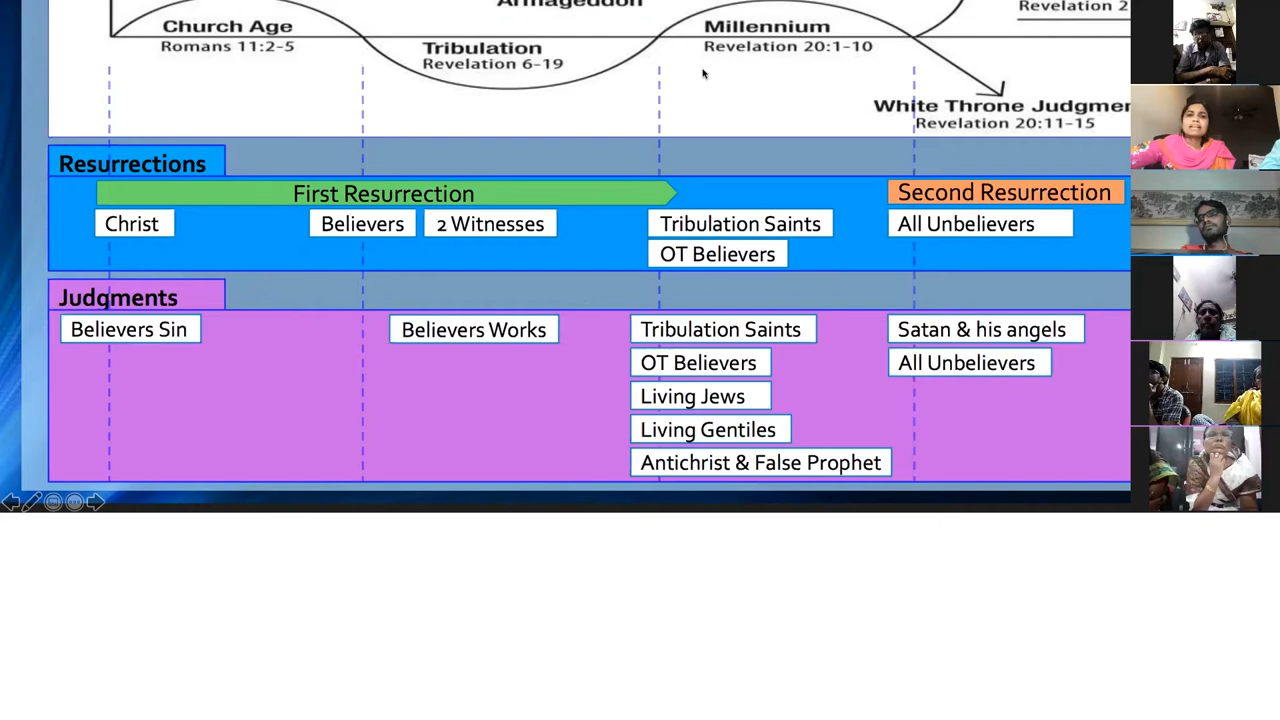 Armageddon
Revelation 2
Church Age
Romans 11:2-5
Tribulation
Revelation 6-19
Millennium
Revelation 20:1-10
White Throne Judgmen
Revelation 20:11-15
Resurrections
First Resurrection
Second Resurrection
Christ
Believers
2 Witnesses
Tribulation Saints
All Unbelievers
OT Believers
Judgments
Believers Sin
Believers Works
Tribulation Saints
Satan & his angels
OT Believers
All Unbelievers
Living Jews
Living Gentiles
Antichrist & False Prophet